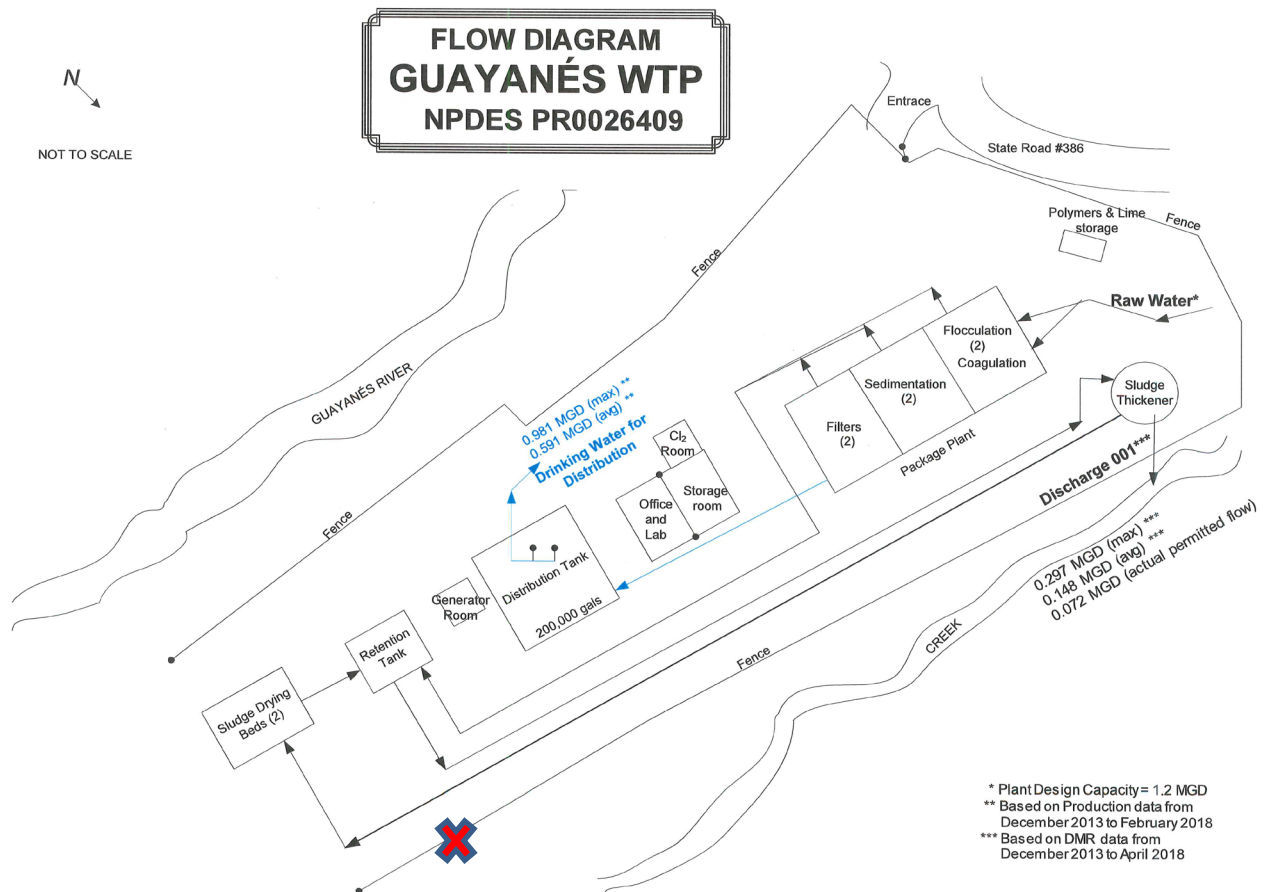 FLOW DIAGRAM
GUAYANÉS WTP
NPDES PR0026409
N
NOT TO SCALE
Entrace
State Road #386
Polymers & Lime
storage
Fence
Raw Water*
Fence
Flocculation
(2)
Coagulation
Sedimentation
(2)
Filters
(2)
Package Plant
Sludge
Thickener
GUAYANÉS RIVER
0.981 MGD (max) **
0.591 MGD (avg) **
Drinking Water for
Distribution
Cl2
Room
Storage
room
Office
and
Lab
Discharge 001***
0.297 MGD (max) ***
0.148 MGD (avg) ***
0.072 MGD (actual permitted flow)
Fence
Distribution Tank
200,000 gals
Generator
Room
Retention
Tank
Sludge Drying
Beds (2)
Fence
CREEK
* Plant Design Capacity= 1.2 MGD
** Based on Production data from
December 2013 to February 2018
*** Based on DMR data from
December 2013 to April 2018